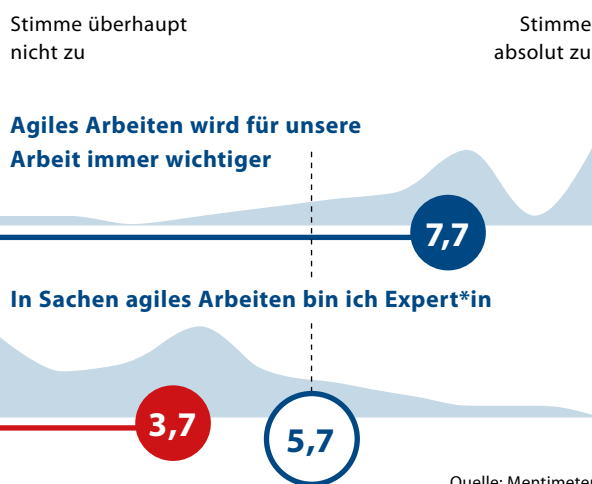 Stimme überhaupt
nicht zu
Stimme
absolut zu
Agiles Arbeiten wird für unsere
Arbeit immer wichtiger
7,7
In Sachen agiles Arbeiten bin ich Expert*in
3,7
5,7
Quelle: Mentimeter